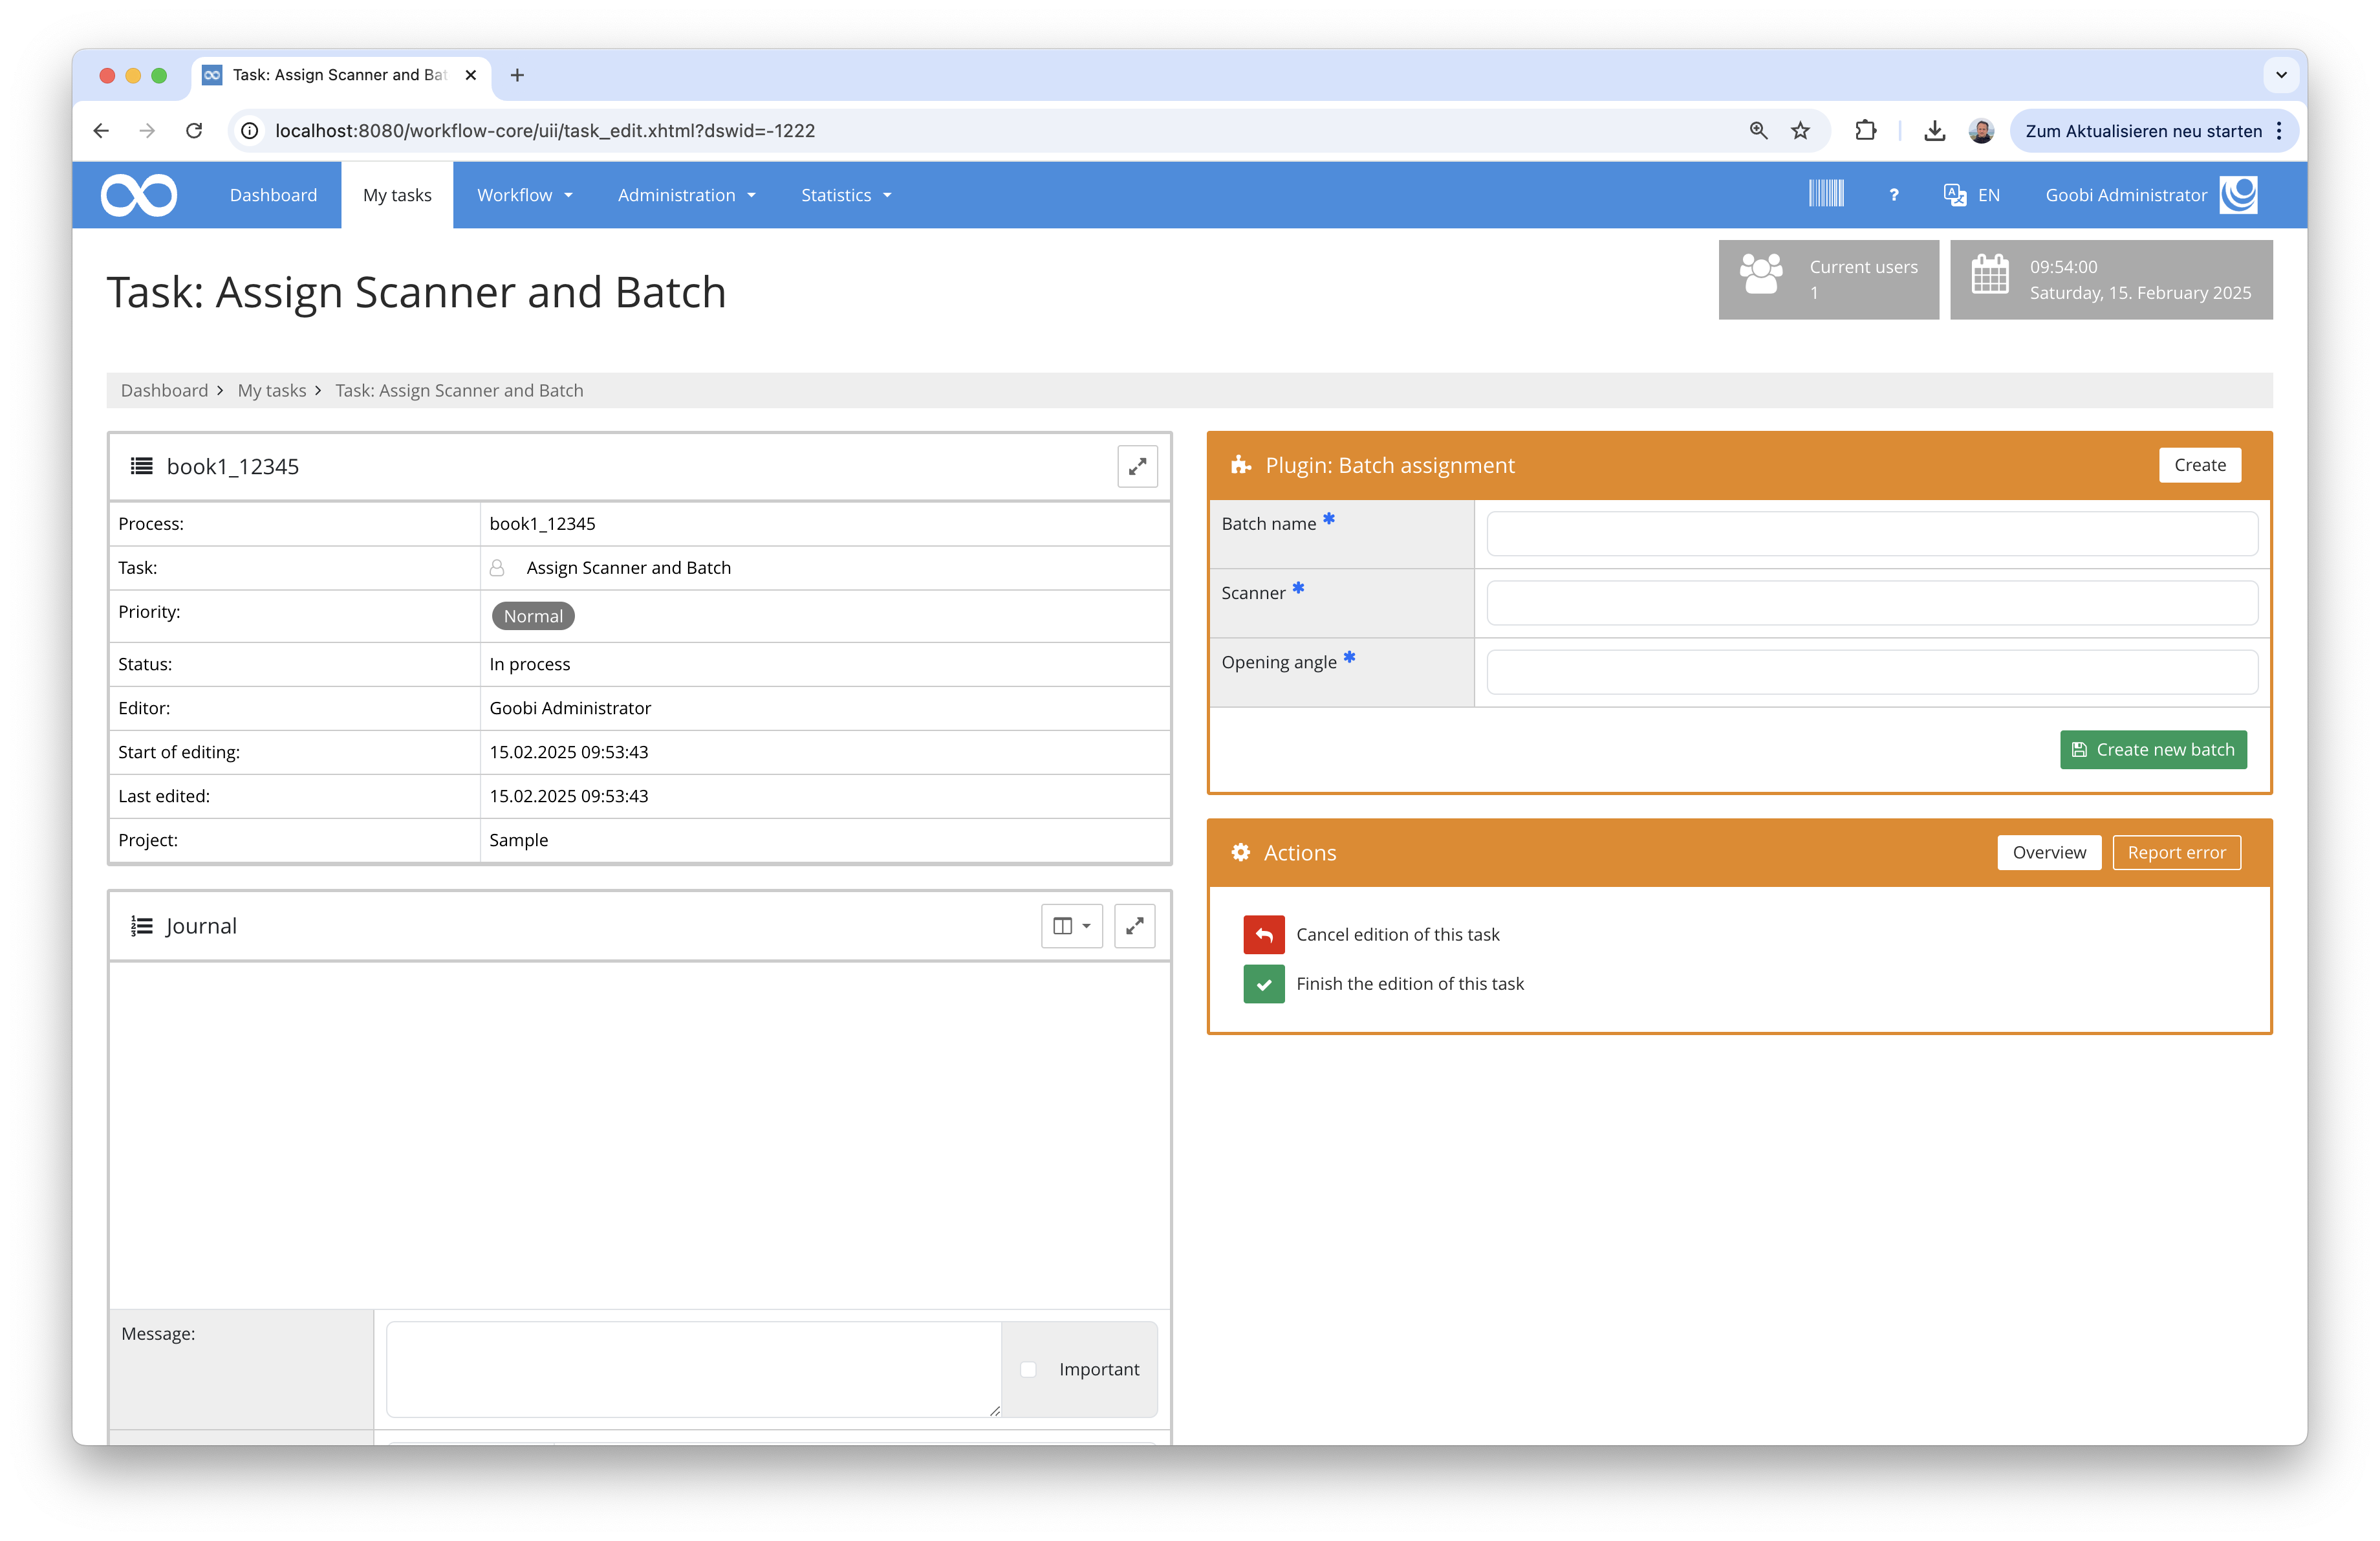 Task: Assign Scanner and Bat
localhost:8080/workflow-core/uii/task_edit.xhtml?dswid=-1222
Zum Aktualisieren neu starten
Dashboard
My tasks
Workflow
Administration
Statistics
?
EN
Goobi Administrator
Task: Assign Scanner and Batch
Current users
1
09:54:00
Saturday, 15. February 2025
Dashboard > My tasks > Task: Assign Scanner and Batch
book1_12345
Process: book1_12345
Task: Assign Scanner and Batch
Priority: Normal
Status: In process
Editor: Goobi Administrator
Start of editing: 15.02.2025 09:53:43
Last edited: 15.02.2025 09:53:43
Project: Sample
Journal
Message:
Important
Plugin: Batch assignment
Create
Batch name *
Scanner *
Opening angle *
Create new batch
Actions
Overview
Report error
Cancel edition of this task
Finish the edition of this task